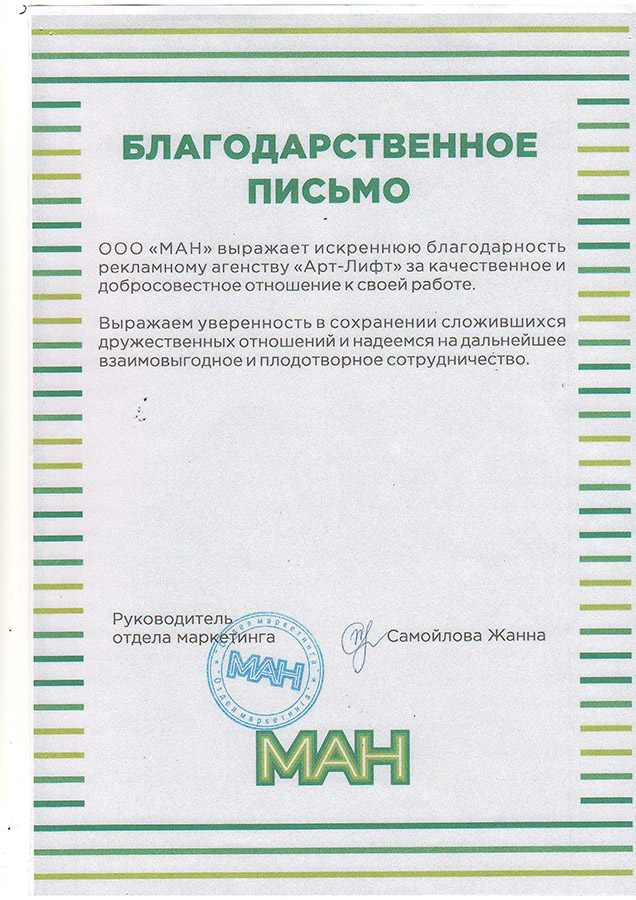 БЛАГОДАРСТВЕННОЕ
ПИСЬМО
ООО «МАН» выражает искреннюю благодарность
рекламному агенству «Арт-Лифт» за качественное и
добросовестное отношение к своей работе.
Выражаем уверенность в сохранении сложившихся
дружественных отношений и надеемся на дальнейшее
взаимовыгодное и плодотворное сотрудничество.
Руководитель
отдела маркетинга
Самойлова Жанна
Отдел маркетинга
МАН
Отдел маркетинга
МАН